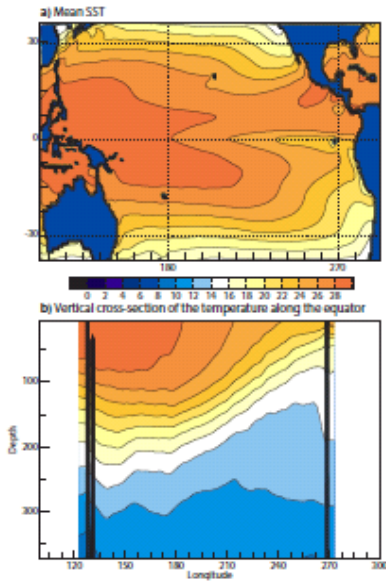 a) Mean SST
30
0
-30
180 270
0 2 4 6 8 10 12 14 16 18 20 22 24 26 28
b) Vertical cross-section of the temperature along the equator
100
200
300
Depth
120 150 180 210 240 270 300
Longitude